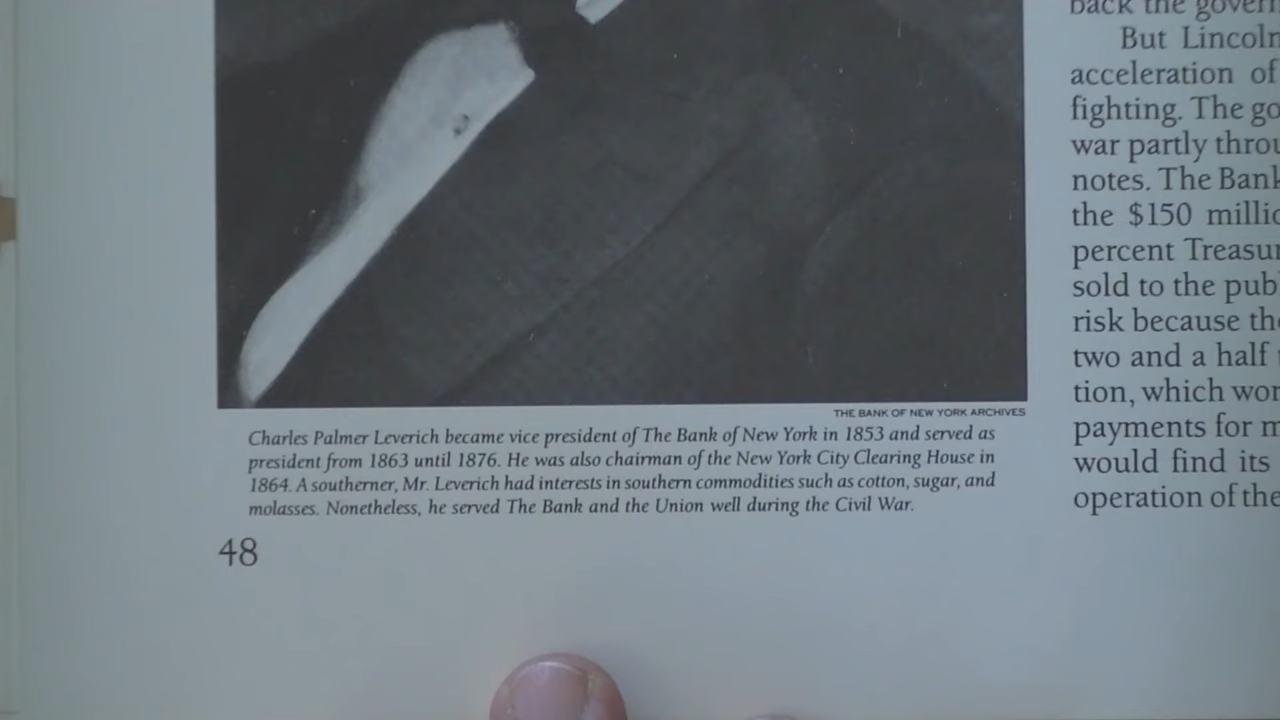 THE BANK OF NEW YORK ARCHIVES
Charles Palmer Leverich became vice president of The Bank of New York in 1853 and served as
president from 1863 until 1876. He was also chairman of the New York City Clearing House in
1864. A southerner, Mr. Leverich had interests in southern commodities such as cotton, sugar, and
molasses. Nonetheless, he served The Bank and the Union well during the Civil War.
48
back the govern
But Lincoln
acceleration of
fighting. The go
war partly throu
notes. The Bank
the $150 millio
percent Treasur
sold to the pub
risk because the
two and a half
tion, which wor
payments for m
would find its
operation of the